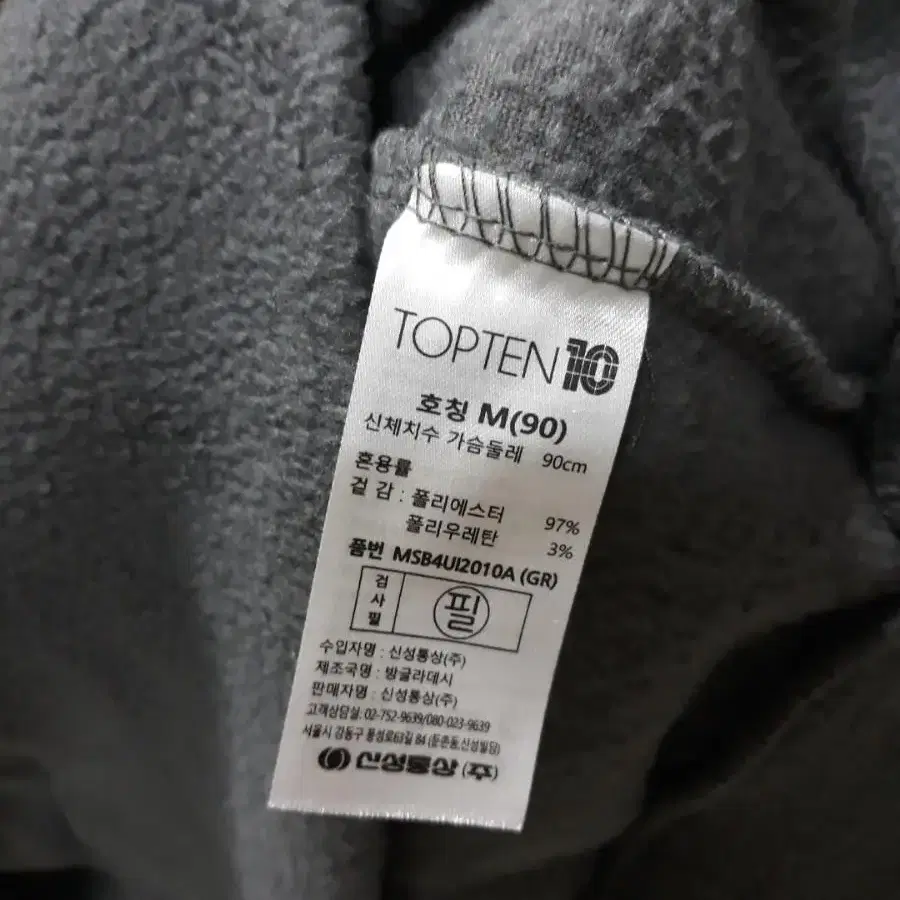 TOPTEN10
호칭 M(90)
신체치수 가슴둘레 90cm
혼용률
겉 감 : 폴리에스터 97%
폴리우레탄 3%
품번 MSB4UI2010A (GR)
검사필 필
수입자명 : 신성통상(주)
제조국명 : 방글라데시
판매자명 : 신성통상(주)
고객상담실: 02-752-9639/080-023-9639
서울시 강동구 풍성로63길 84 (둔촌동,신성빌딩)
신성통상 (주)